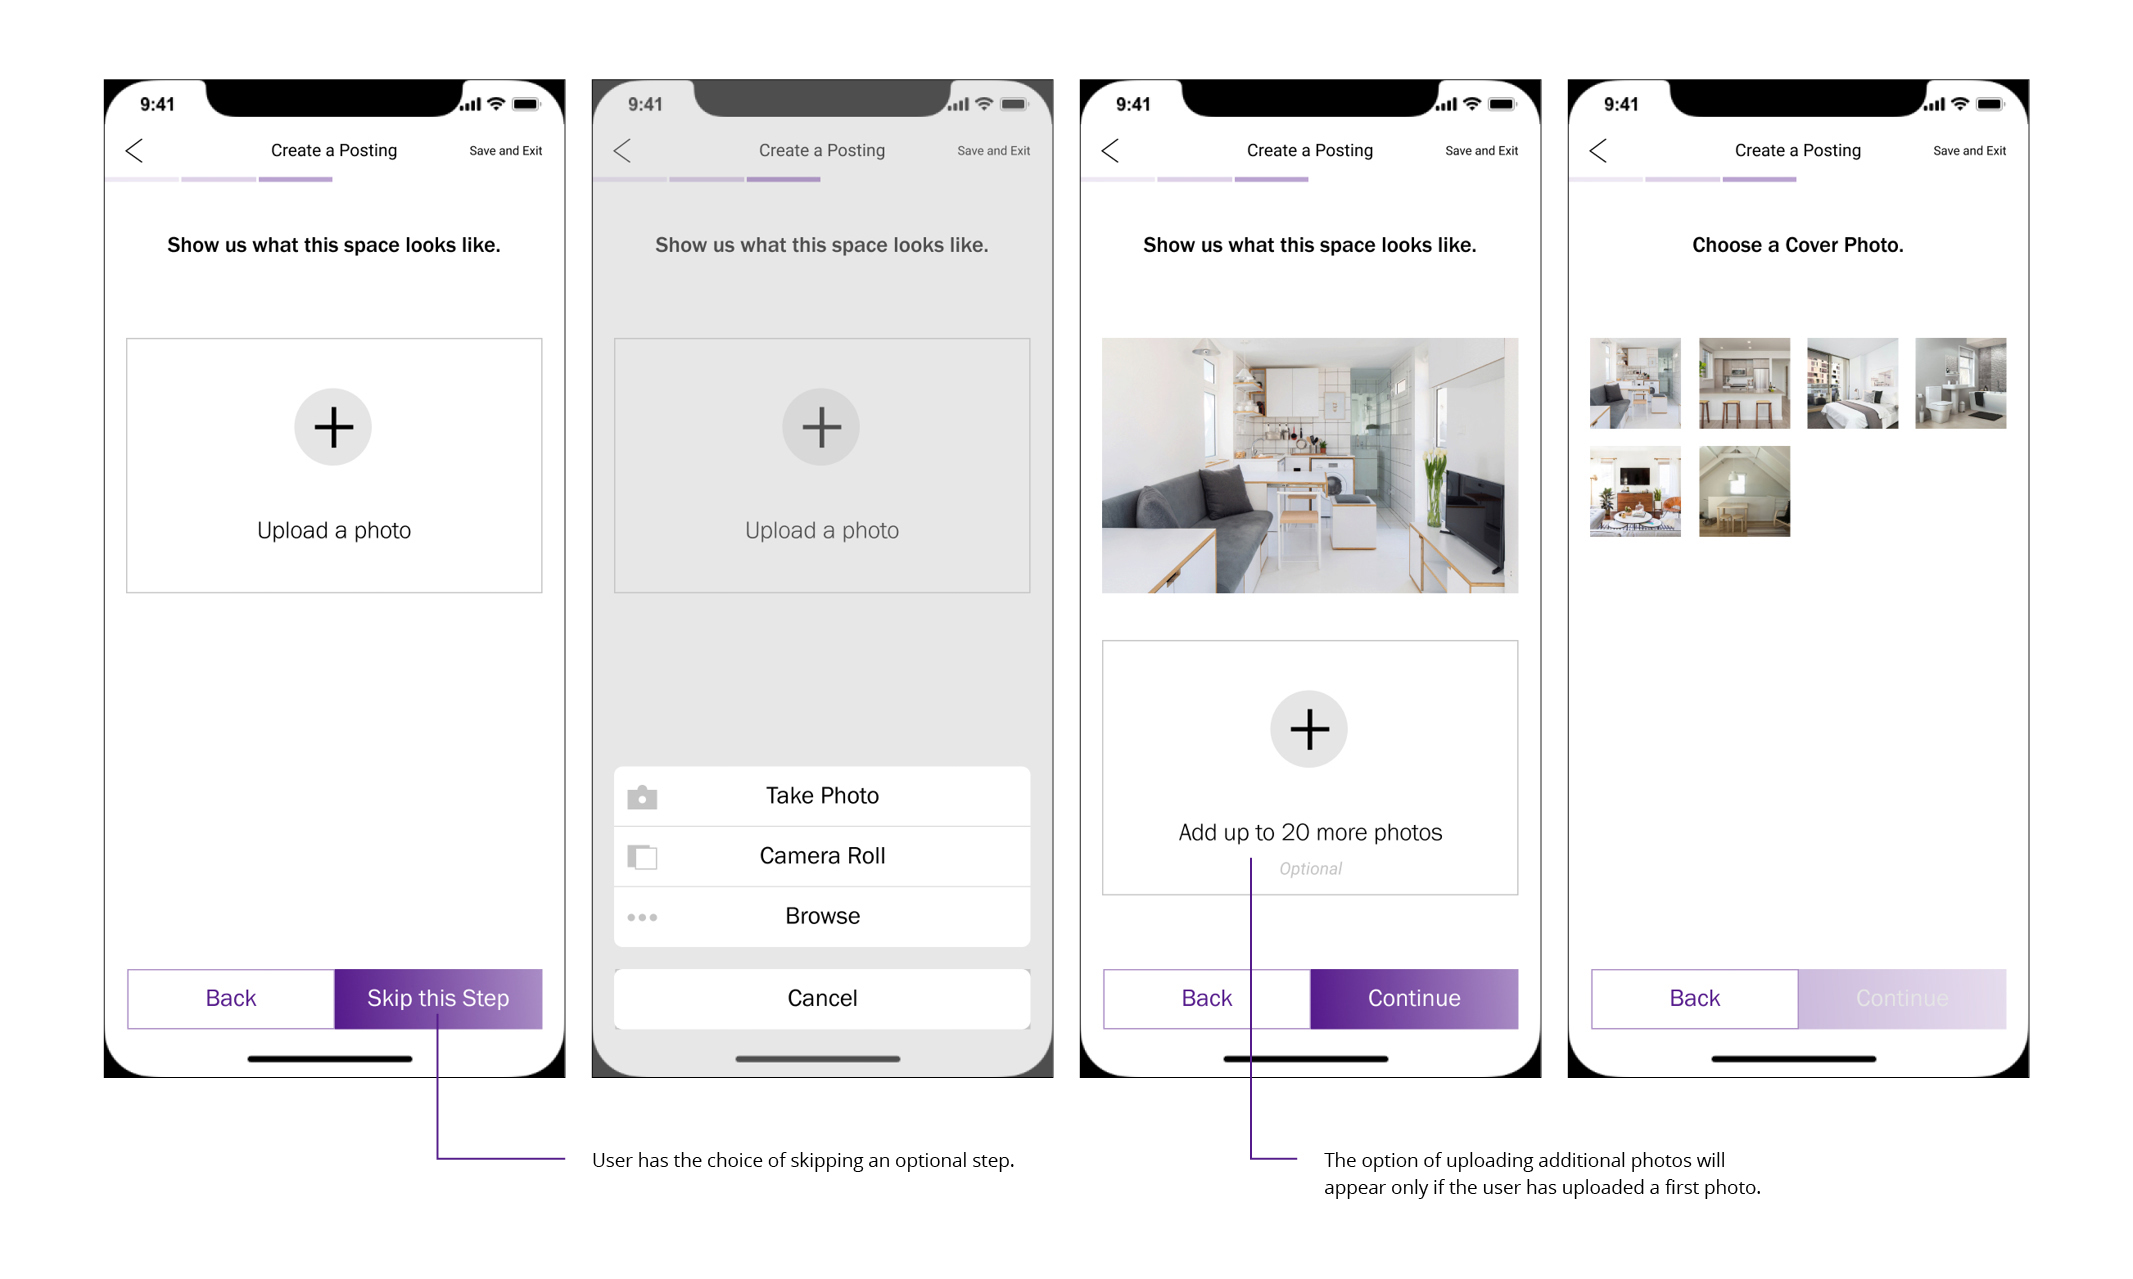 9:41
Create a Posting
Save and Exit
Show us what this space looks like.
Upload a photo
Back
Skip this Step
9:41
Create a Posting
Save and Exit
Show us what this space looks like.
Upload a photo
Take Photo
Camera Roll
Browse
Cancel
9:41
Create a Posting
Save and Exit
Show us what this space looks like.
Add up to 20 more photos
Optional
Back
Continue
9:41
Create a Posting
Save and Exit
Choose a Cover Photo.
Back
Continue
User has the choice of skipping an optional step.
The option of uploading additional photos will
appear only if the user has uploaded a first photo.